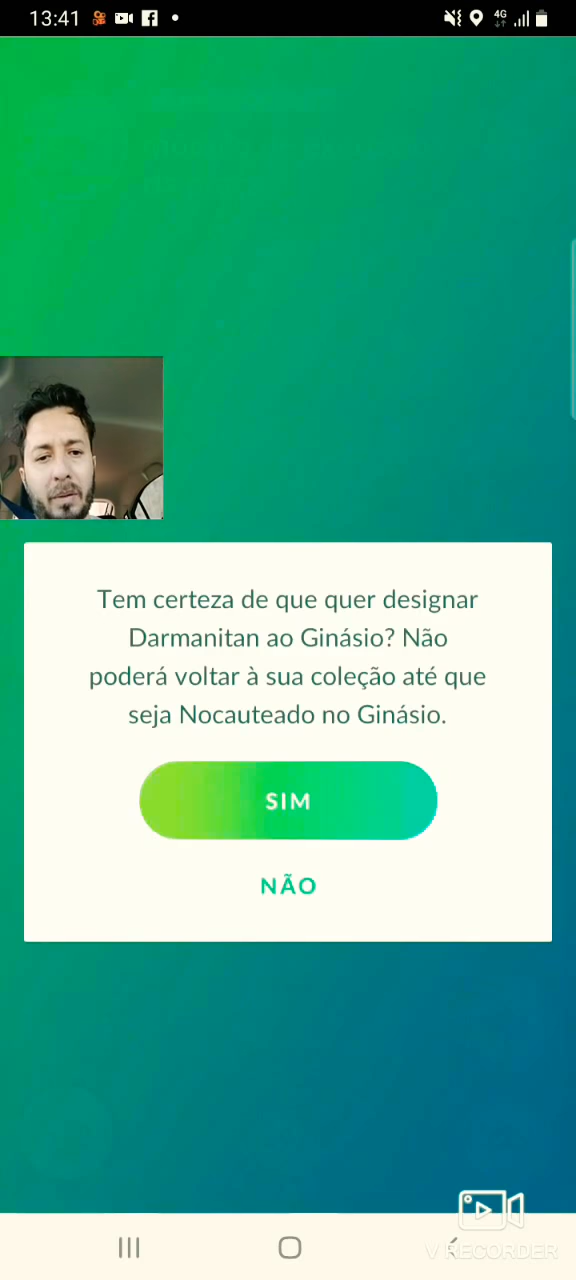 13:41
4G
Tem certeza de que quer designar
Darmanitan ao Ginásio? Não
poderá voltar à sua coleção até que
seja Nocauteado no Ginásio.
SIM
NÃO
V RECORDER